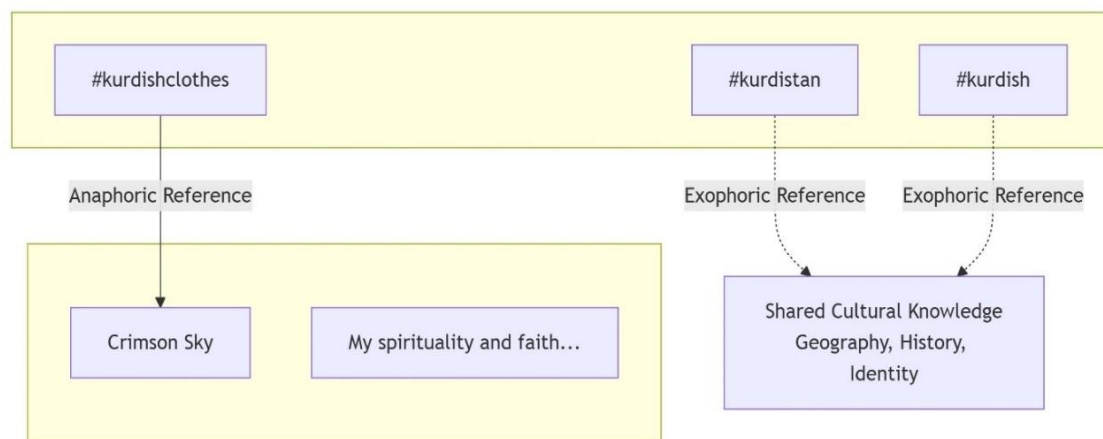 #kurdishclothes
#kurdistan
#kurdish
Anaphoric Reference
Exophoric Reference
Exophoric Reference
Crimson Sky
My spirituality and faith...
Shared Cultural Knowledge
Geography, History,
Identity